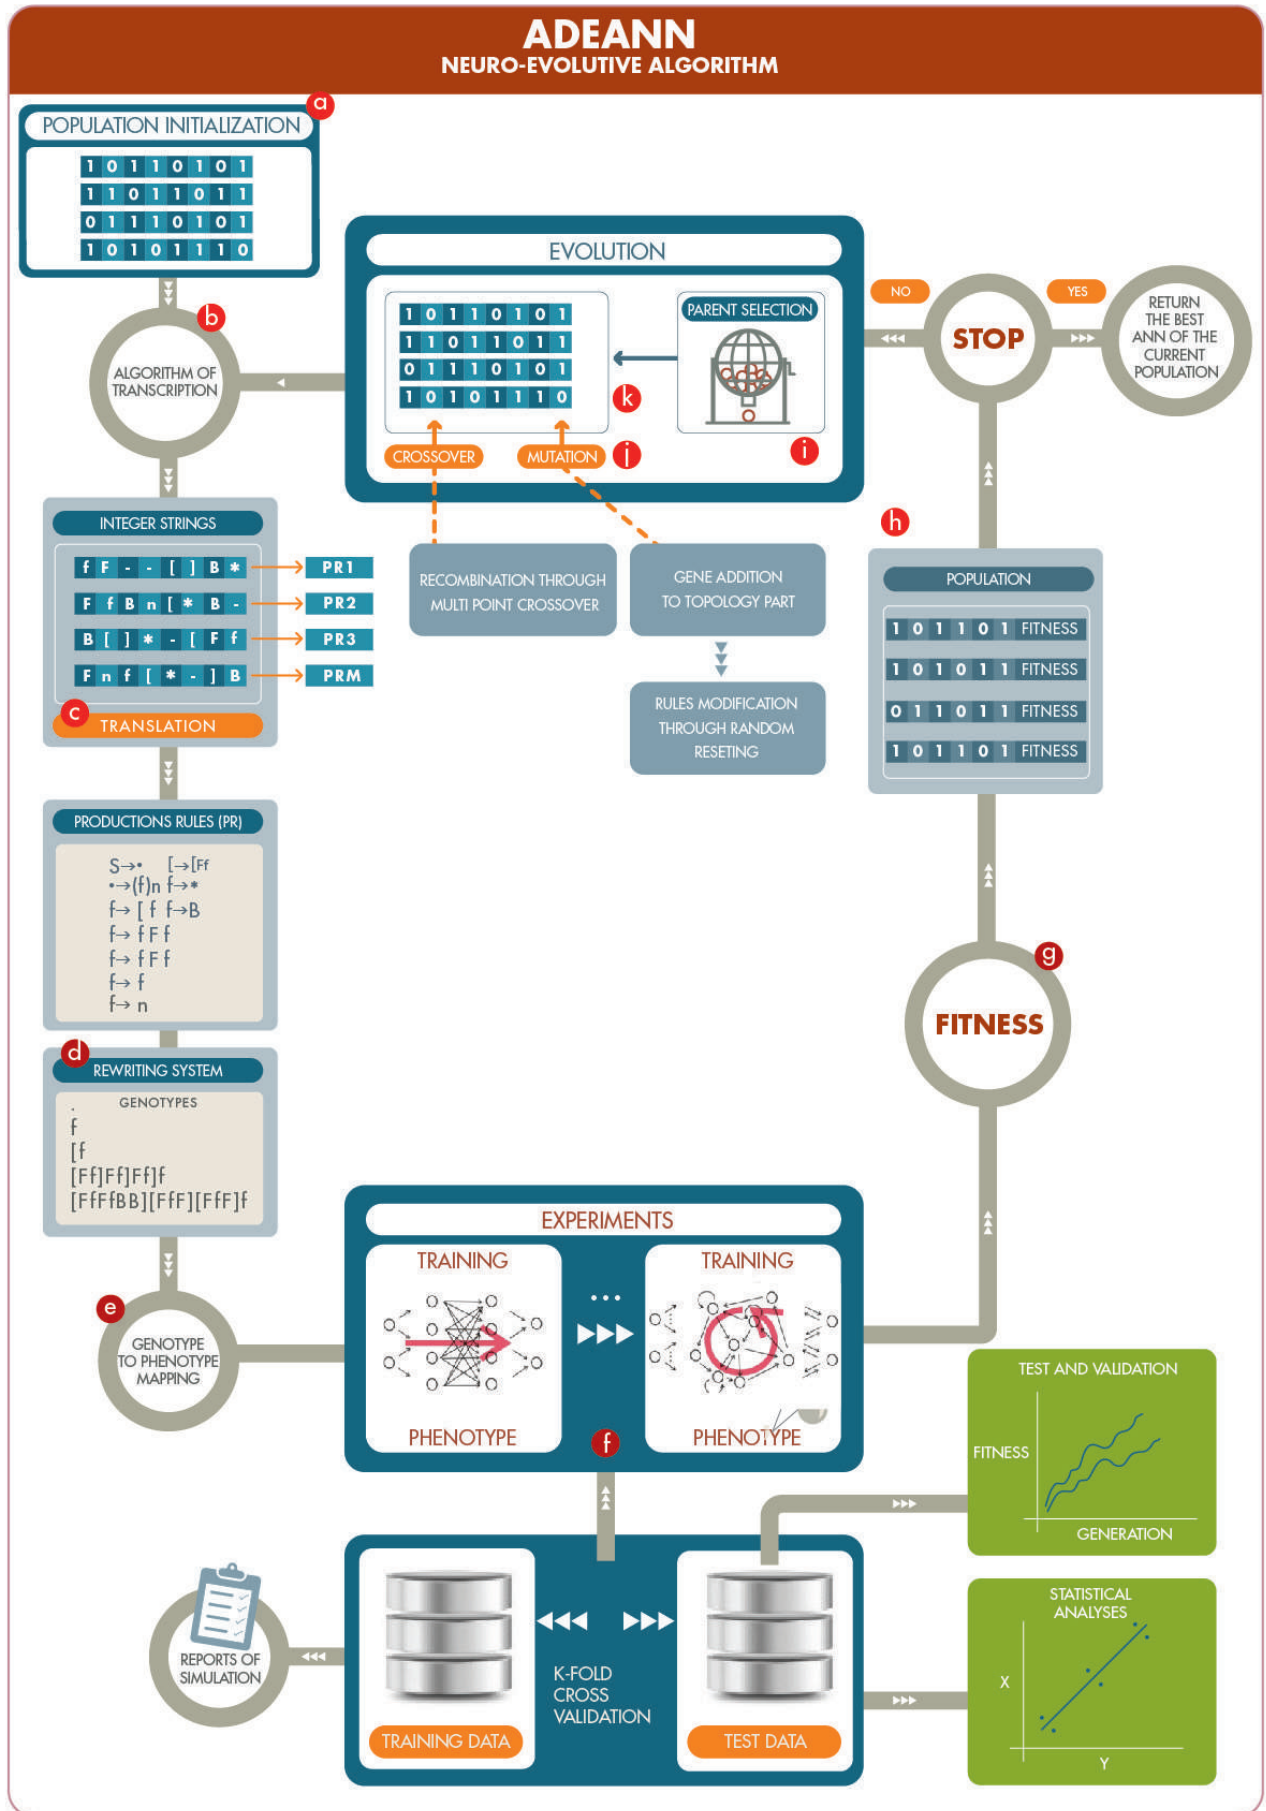 ADEANN
NEURO-EVOLUTIVE ALGORITHM
a
POPULATION INITIALIZATION
1 0 1 1 0 1 0 1
1 1 0 1 1 0 1 1
0 1 1 1 0 1 0 1
1 0 1 0 1 1 1 0
b
ALGORITHM OF
TRANSCRIPTION
EVOLUTION
1 0 1 1 0 1 0 1
1 1 0 1 1 0 1 1
0 1 1 1 0 1 0 1
1 0 1 0 1 1 1 0
k
PARENT SELECTION
i
CROSSOVER
MUTATION
j
RECOMBINATION THROUGH
MULTI POINT CROSSOVER
GENE ADDITION
TO TOPOLOGY PART
RULES MODIFICATION
THROUGH RANDOM
RESETING
NO
STOP
YES
RETURN
THE BEST
ANN OF THE
CURRENT
POPULATION
h
POPULATION
1 0 1 1 0 1 FITNESS
1 0 1 0 1 1 FITNESS
0 1 1 0 1 1 FITNESS
1 0 1 1 0 1 FITNESS
g
FITNESS
INTEGER STRINGS
f F - - [ ] B * PR1
F f B n [ * B - PR2
B [ ] * - [ F f PR3
F n f [ * - ] B PRM
c
TRANSLATION
PRODUCTIONS RULES (PR)
S→• [→[Ff
•→(f)n f→*
f→ [ f f→B
f→ f F f
f→ f F f
f→ f
f→ n
d
REWRITING SYSTEM
GENOTYPES
.
f
[f
[Ff]Ff]Ff]f
[FfFfBB][FfF][FfF]f
e
GENOTYPE
TO PHENOTYPE
MAPPING
EXPERIMENTS
TRAINING
PHENOTYPE
...
TRAINING
PHENOTYPE
f
TRAINING DATA
K-FOLD
CROSS
VALIDATION
TEST DATA
REPORTS OF
SIMULATION
TEST AND VALIDATION
FITNESS
GENERATION
STATISTICAL
ANALYSES
X
Y